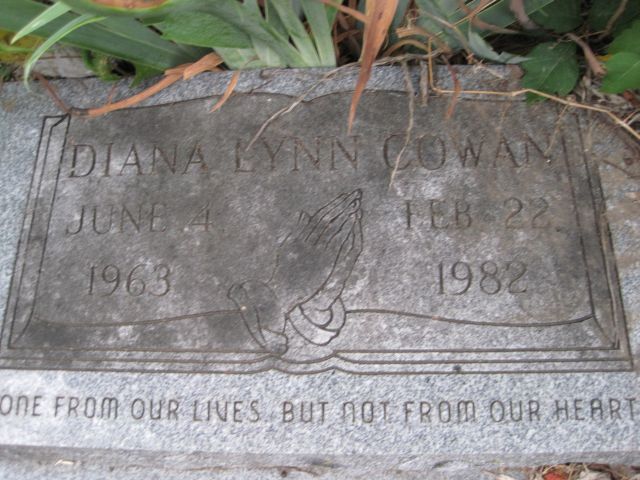 DIANA LYNN COWAN
JUNE 4 FEB 22
1963 1982
ONE FROM OUR LIVES BUT NOT FROM OUR HEART